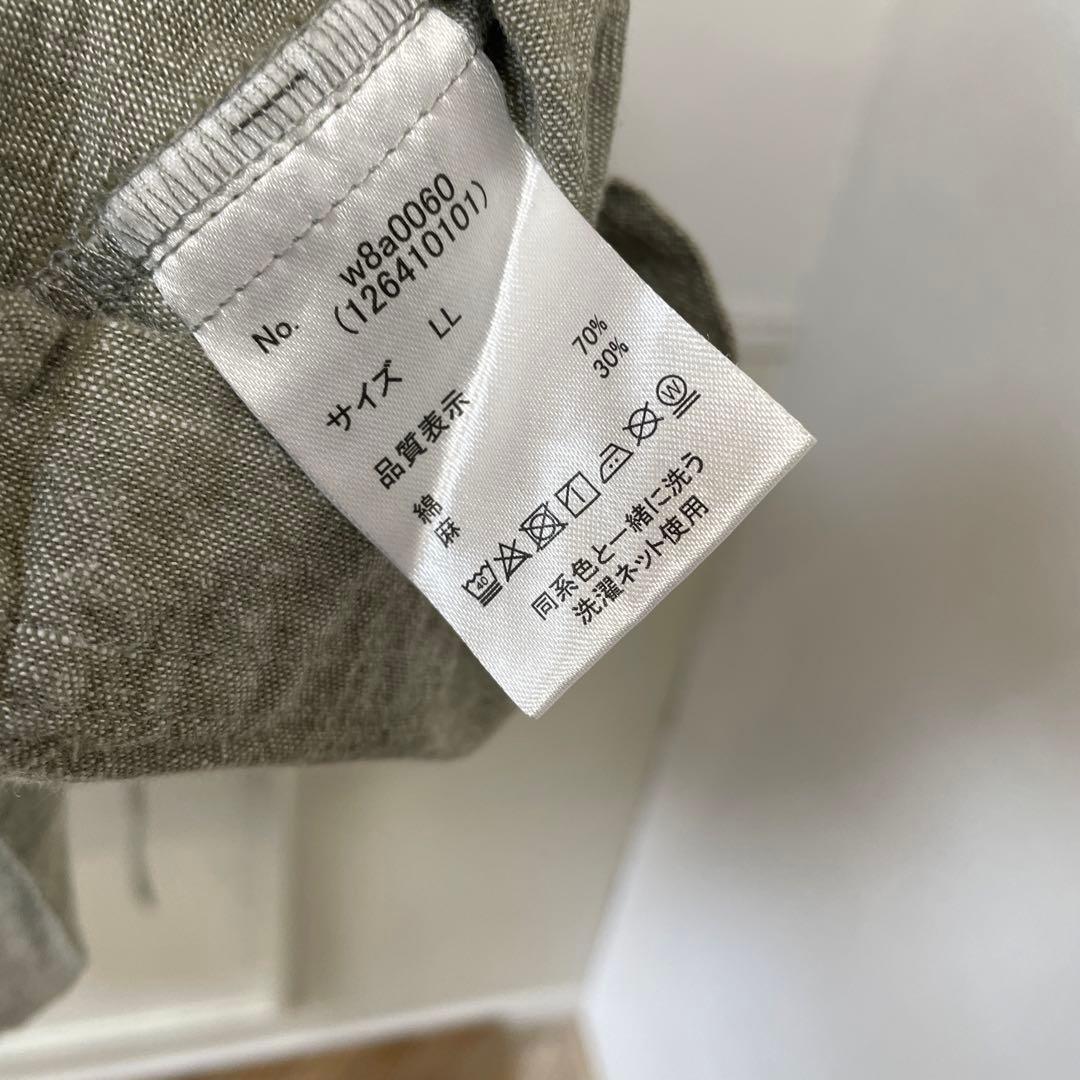 No. w8a0060
(126410101)
サイズ LL
品質表示
綿 70%
麻 30%
40 W
同系色と一緒に洗う
洗濯ネット使用